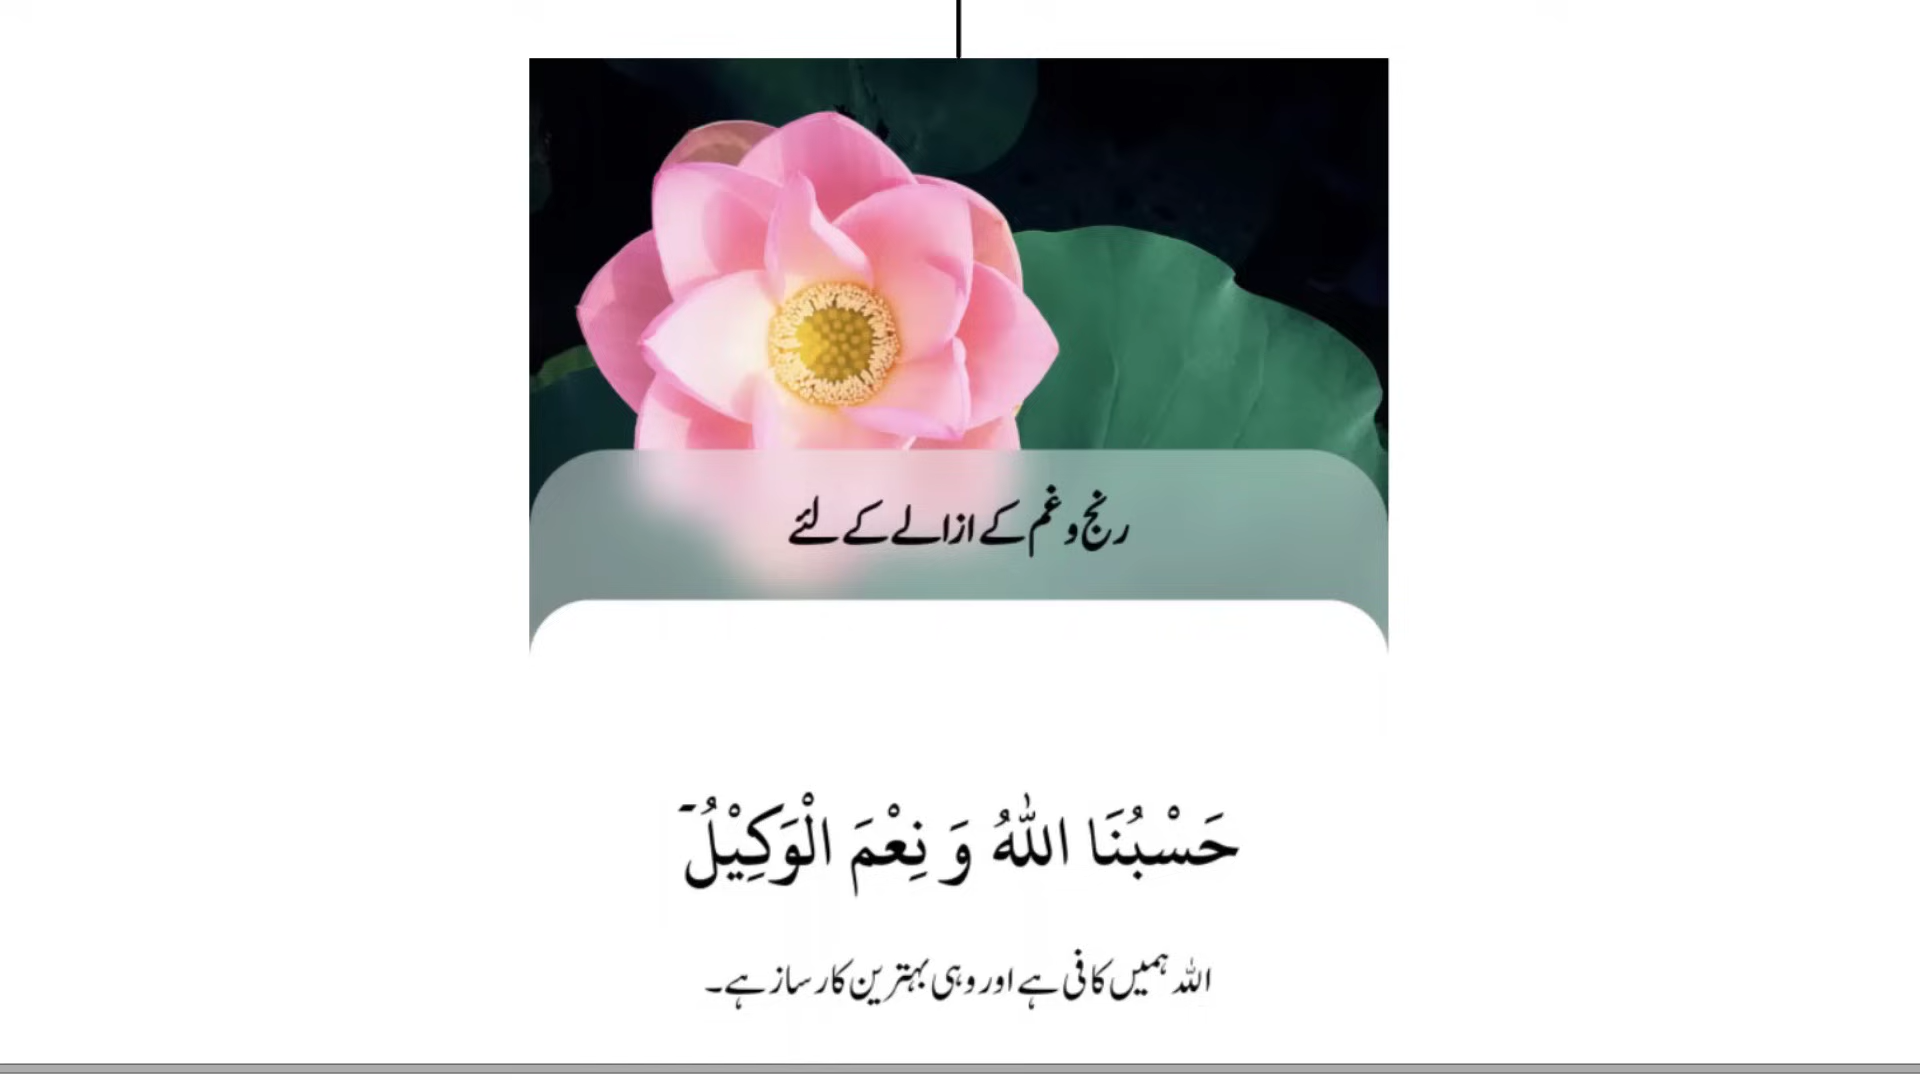 رنج و غم کے ازالے کے لئے
حَسْبُنَا اللّٰهُ وَ نِعْمَ الْوَكِيْلُ ۤ
اللہ ہمیں کافی ہے اور وہی بہترین کارساز ہے۔